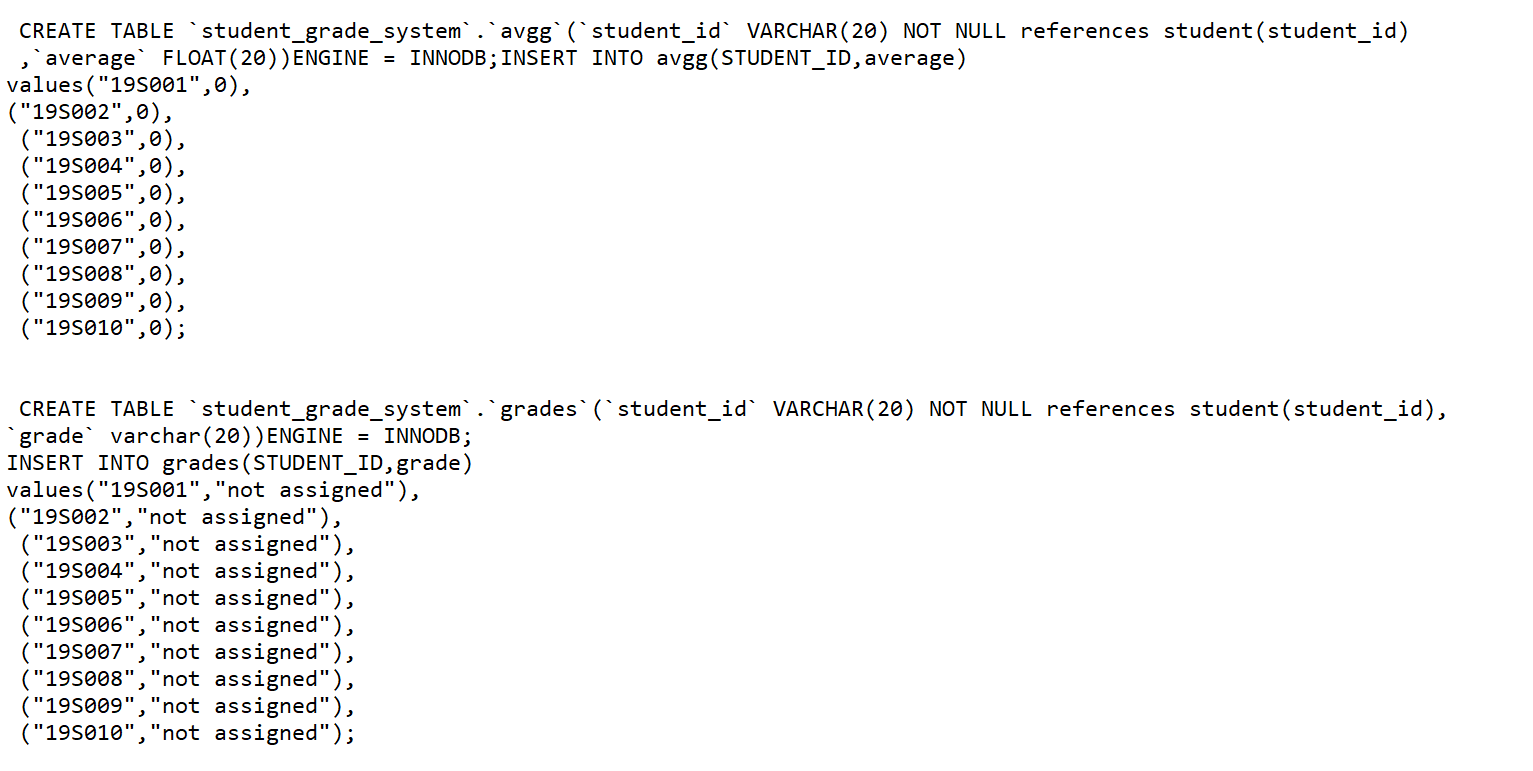 CREATE TABLE `student_grade_system`.`avgg`(`student_id` VARCHAR(20) NOT NULL references student(student_id)
,`average` FLOAT(20))ENGINE = INNODB;INSERT INTO avgg(STUDENT_ID,average)
values("19S001",0),
("19S002",0),
("19S003",0),
("19S004",0),
("19S005",0),
("19S006",0),
("19S007",0),
("19S008",0),
("19S009",0),
("19S010",0);
CREATE TABLE `student_grade_system`.`grades`(`student_id` VARCHAR(20) NOT NULL references student(student_id),
`grade` varchar(20))ENGINE = INNODB;
INSERT INTO grades(STUDENT_ID,grade)
values("19S001","not assigned"),
("19S002","not assigned"),
("19S003","not assigned"),
("19S004","not assigned"),
("19S005","not assigned"),
("19S006","not assigned"),
("19S007","not assigned"),
("19S008","not assigned"),
("19S009","not assigned"),
("19S010","not assigned");